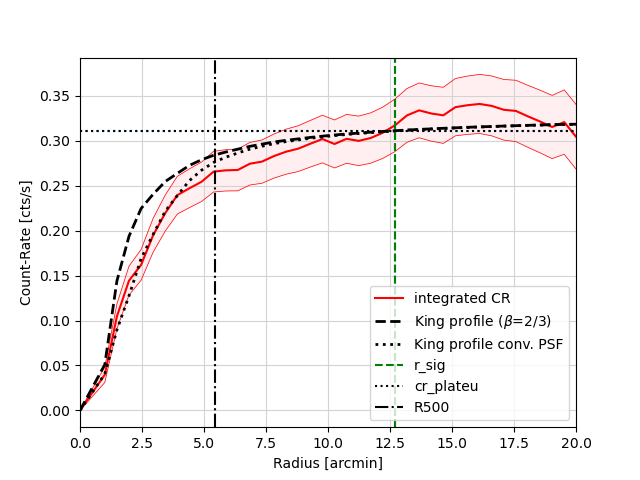 0.35
0.30
0.25
0.20
0.15
0.10
0.05
0.00
Count-Rate [cts/s]
integrated CR
King profile (β=2/3)
King profile conv. PSF
r_sig
cr_plateu
R500
0.0 2.5 5.0 7.5 10.0 12.5 15.0 17.5 20.0
Radius [arcmin]